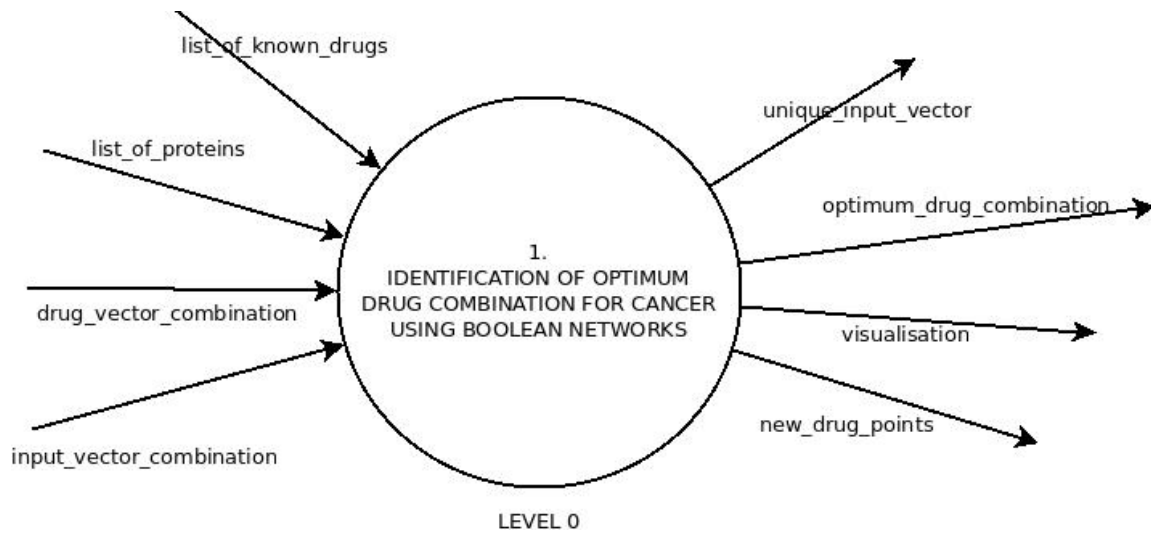 list_of_known_drugs
list_of_proteins
drug_vector_combination
input_vector_combination
1.
IDENTIFICATION OF OPTIMUM
DRUG COMBINATION FOR CANCER
USING BOOLEAN NETWORKS
unique_input_vector
optimum_drug_combination
visualisation
new_drug_points
LEVEL 0